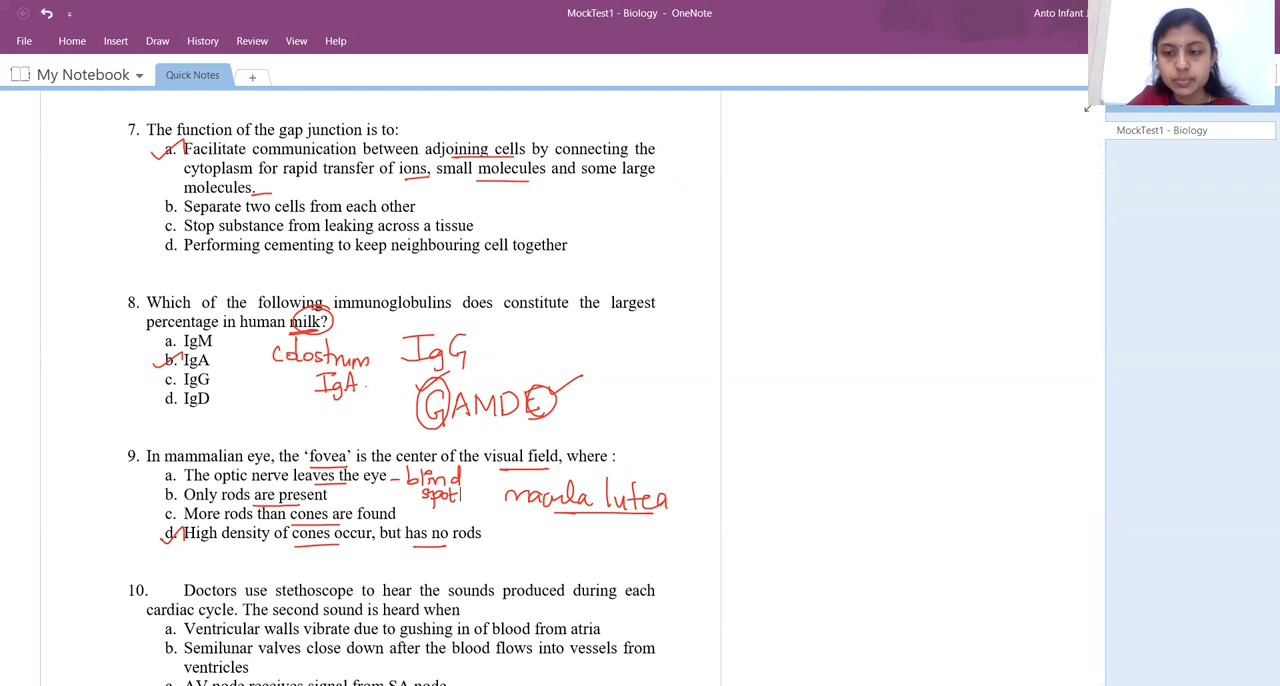 MockTest1 - Biology - OneNote
Anto Infant
File Home Insert Draw History Review View Help
My Notebook Quick Notes +
MockTest1 - Biology
7. The function of the gap junction is to:
a. Facilitate communication between adjoining cells by connecting the
cytoplasm for rapid transfer of ions, small molecules and some large
molecules.
b. Separate two cells from each other
c. Stop substance from leaking across a tissue
d. Performing cementing to keep neighbouring cell together
8. Which of the following immunoglobulins does constitute the largest
percentage in human milk?
a. IgM
b. IgA
c. IgG
d. IgD
colostrum IgG
IgA.
GAMDE
9. In mammalian eye, the ‘fovea’ is the center of the visual field, where :
a. The optic nerve leaves the eye - blind
spot
b. Only rods are present
macula lutea
c. More rods than cones are found
d. High density of cones occur, but has no rods
10. Doctors use stethoscope to hear the sounds produced during each
cardiac cycle. The second sound is heard when
a. Ventricular walls vibrate due to gushing in of blood from atria
b. Semilunar valves close down after the blood flows into vessels from
ventricles
c. AV node receives signal from SA node